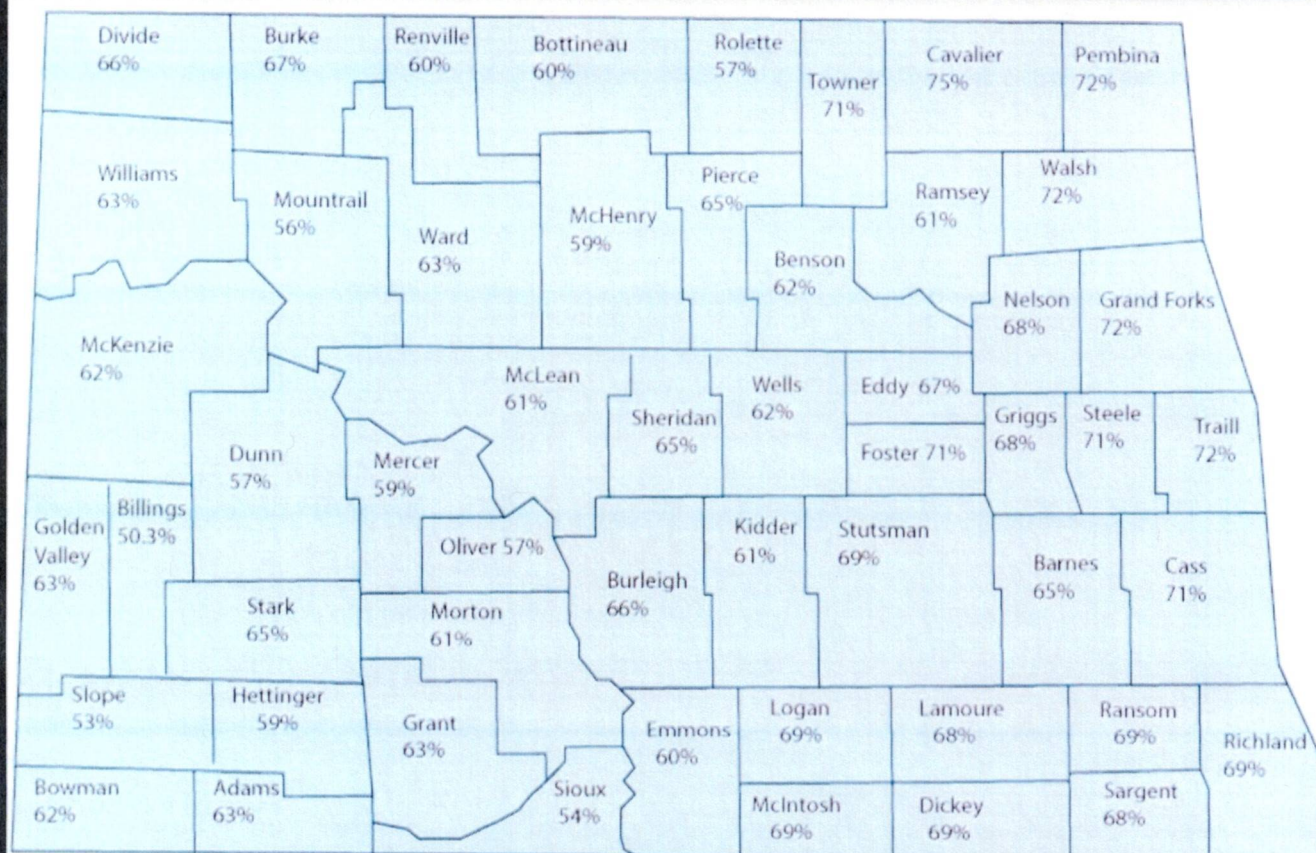 Divide
66%
Burke
67%
Renville
60%
Bottineau
60%
Rolette
57%
Towner
71%
Cavalier
75%
Pembina
72%
Williams
63%
Mountrail
56%
Ward
63%
McHenry
59%
Pierce
65%
Benson
62%
Ramsey
61%
Walsh
72%
Nelson
68%
Grand Forks
72%
McKenzie
62%
McLean
61%
Sheridan
65%
Wells
62%
Eddy 67%
Foster 71%
Griggs
68%
Steele
71%
Traill
72%
Dunn
57%
Mercer
59%
Golden
Valley
63%
Billings
50.3%
Oliver 57%
Burleigh
66%
Kidder
61%
Stutsman
69%
Barnes
65%
Cass
71%
Stark
65%
Morton
61%
Slope
53%
Hettinger
59%
Grant
63%
Emmons
60%
Logan
69%
Lamoure
68%
Ransom
69%
Richland
69%
Bowman
62%
Adams
63%
Sioux
54%
McIntosh
69%
Dickey
69%
Sargent
68%